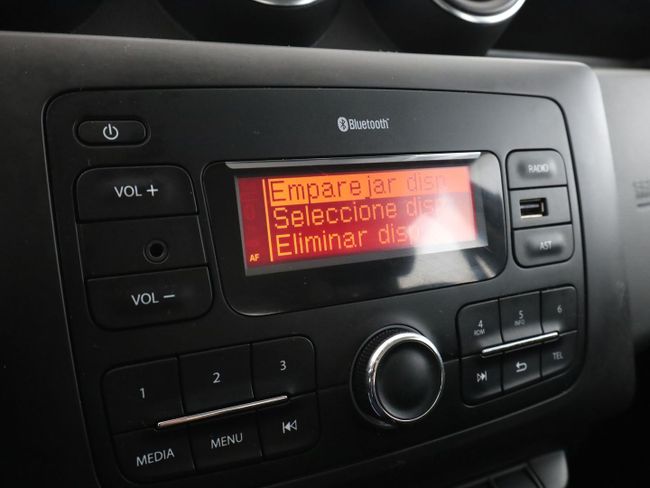 Bluetooth
VOL +
VOL −
Emparejar disp
Seleccione disp
Eliminar disp
AF
RADIO
AST
1
2
3
MEDIA
MENU
4
RDM
5
INFO
6
TEL